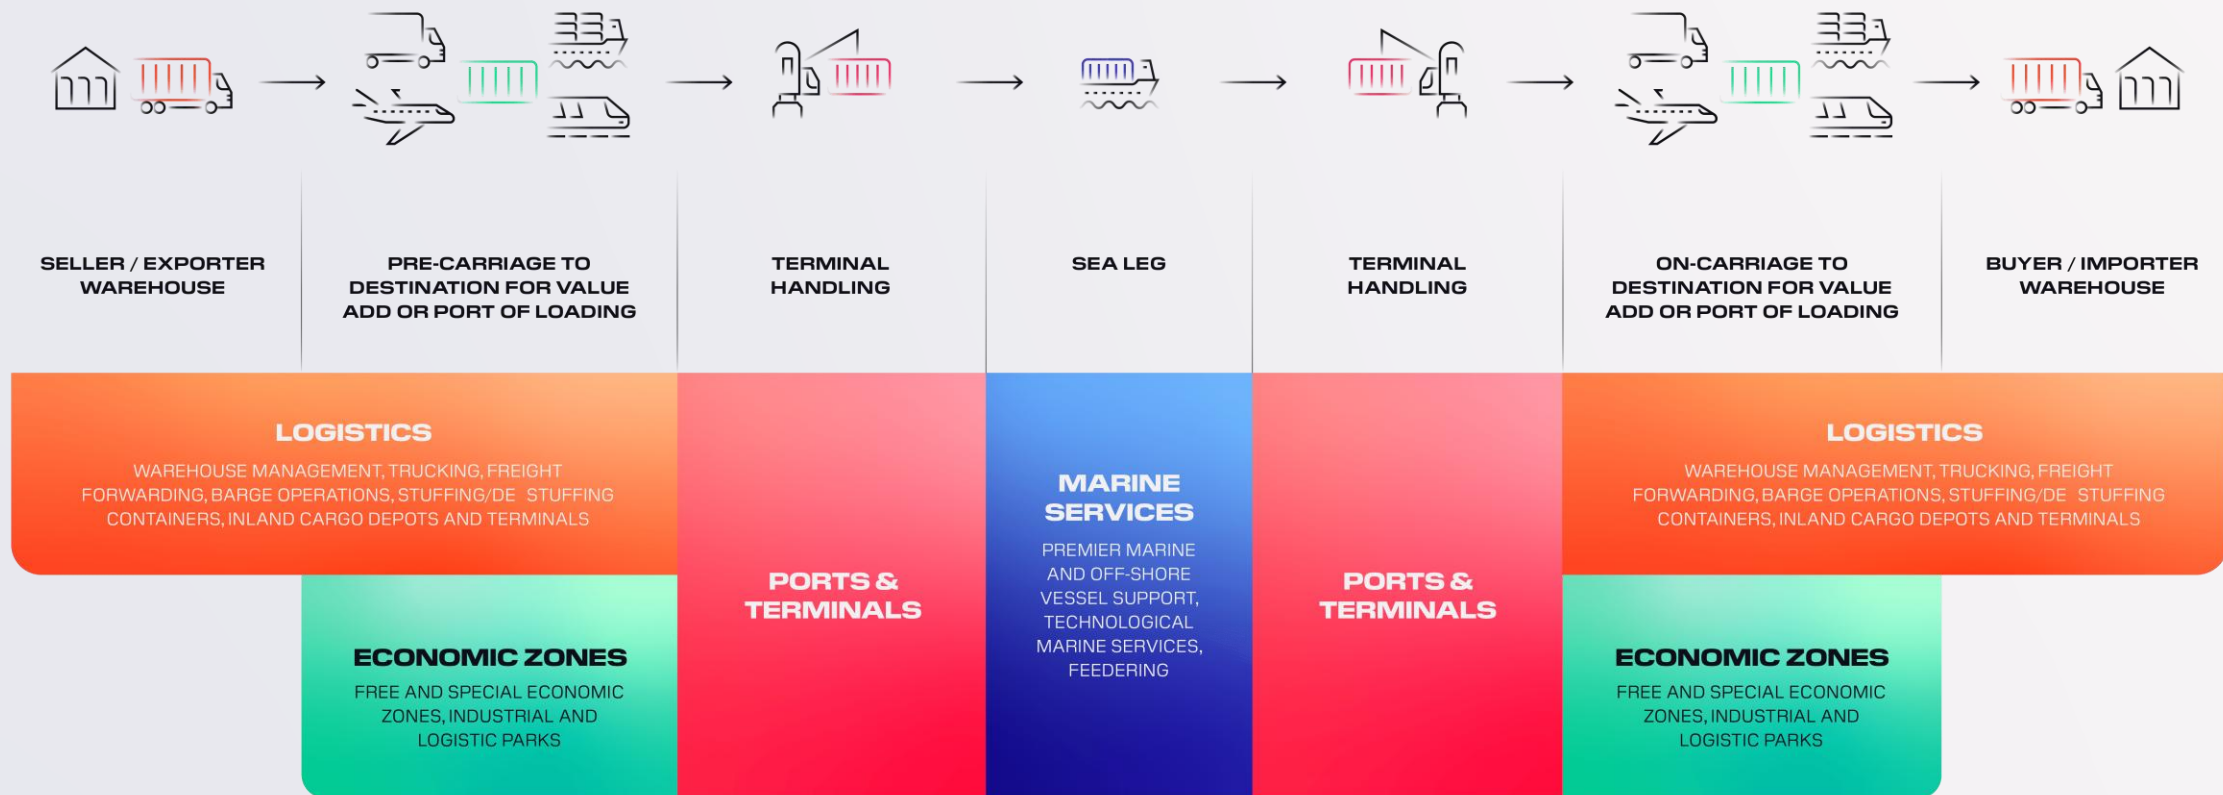 SELLER / EXPORTER
WAREHOUSE
PRE-CARRIAGE TO
DESTINATION FOR VALUE
ADD OR PORT OF LOADING
TERMINAL
HANDLING
SEA LEG
TERMINAL
HANDLING
ON-CARRIAGE TO
DESTINATION FOR VALUE
ADD OR PORT OF LOADING
BUYER / IMPORTER
WAREHOUSE
LOGISTICS
WAREHOUSE MANAGEMENT, TRUCKING, FREIGHT
FORWARDING, BARGE OPERATIONS, STUFFING/DE STUFFING
CONTAINERS, INLAND CARGO DEPOTS AND TERMINALS
ECONOMIC ZONES
FREE AND SPECIAL ECONOMIC
ZONES, INDUSTRIAL AND
LOGISTIC PARKS
PORTS &
TERMINALS
MARINE
SERVICES
PREMIER MARINE
AND OFF-SHORE
VESSEL SUPPORT,
TECHNOLOGICAL
MARINE SERVICES,
FEEDERING
PORTS &
TERMINALS
LOGISTICS
WAREHOUSE MANAGEMENT, TRUCKING, FREIGHT
FORWARDING, BARGE OPERATIONS, STUFFING/DE STUFFING
CONTAINERS, INLAND CARGO DEPOTS AND TERMINALS
ECONOMIC ZONES
FREE AND SPECIAL ECONOMIC
ZONES, INDUSTRIAL AND
LOGISTIC PARKS